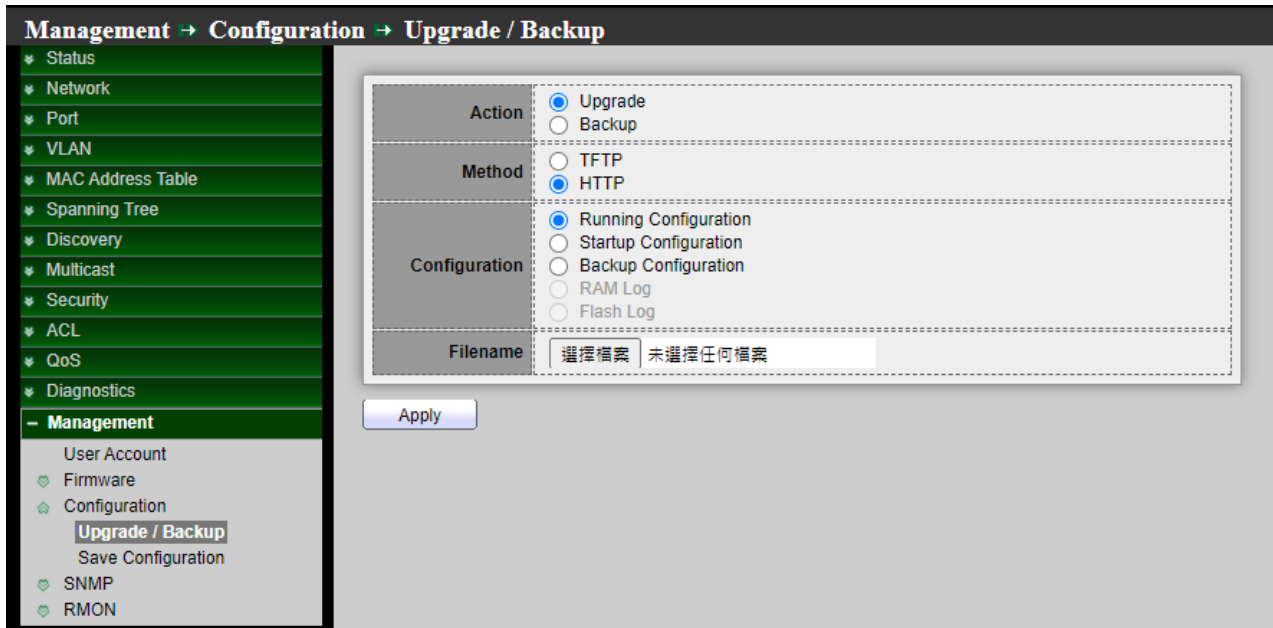 Management → Configuration → Upgrade / Backup
Status
Network
Port
VLAN
MAC Address Table
Spanning Tree
Discovery
Multicast
Security
ACL
QoS
Diagnostics
Management
User Account
Firmware
Configuration
Upgrade / Backup
Save Configuration
SNMP
RMON
Action
Upgrade
Backup
Method
TFTP
HTTP
Configuration
Running Configuration
Startup Configuration
Backup Configuration
RAM Log
Flash Log
Filename
選擇檔案 未選擇任何檔案
Apply